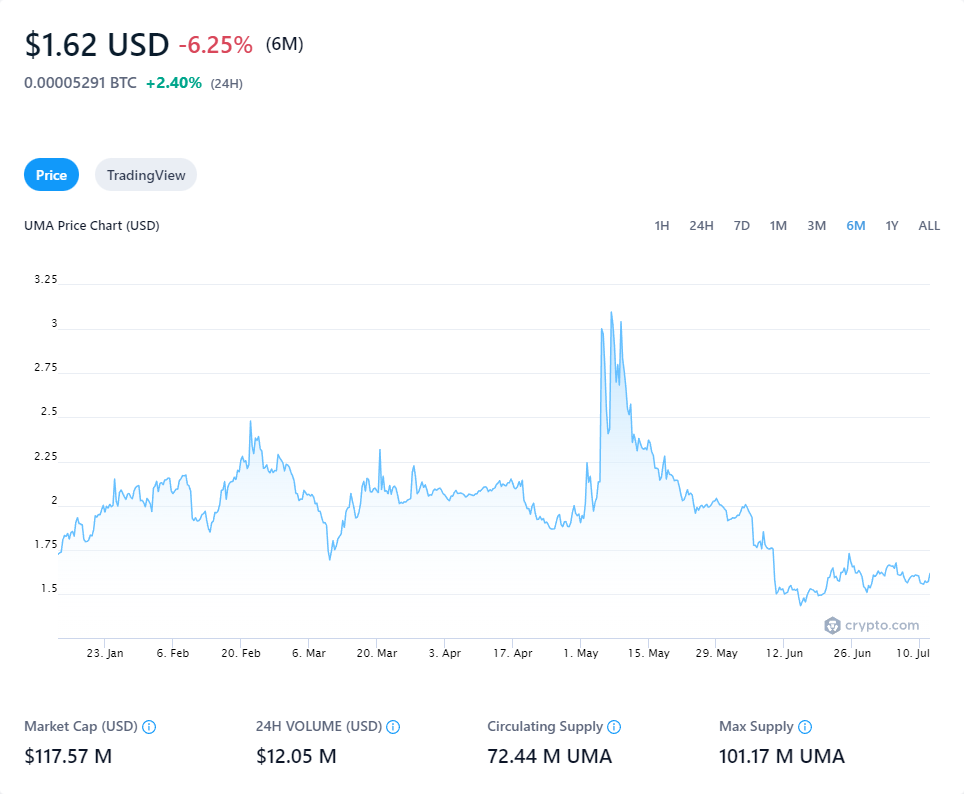 $1.62 USD -6.25% (6M)
0.00005291 BTC +2.40% (24H)
Price TradingView
UMA Price Chart (USD) 1H 24H 7D 1M 3M 6M 1Y ALL
3.25
3
2.75
2.5
2.25
2
1.75
1.5
crypto.com
23. Jan 6. Feb 20. Feb 6. Mar 20. Mar 3. Apr 17. Apr 1. May 15. May 29. May 12. Jun 26. Jun 10. Jul
Market Cap (USD) 24H VOLUME (USD) Circulating Supply Max Supply
$117.57 M $12.05 M 72.44 M UMA 101.17 M UMA